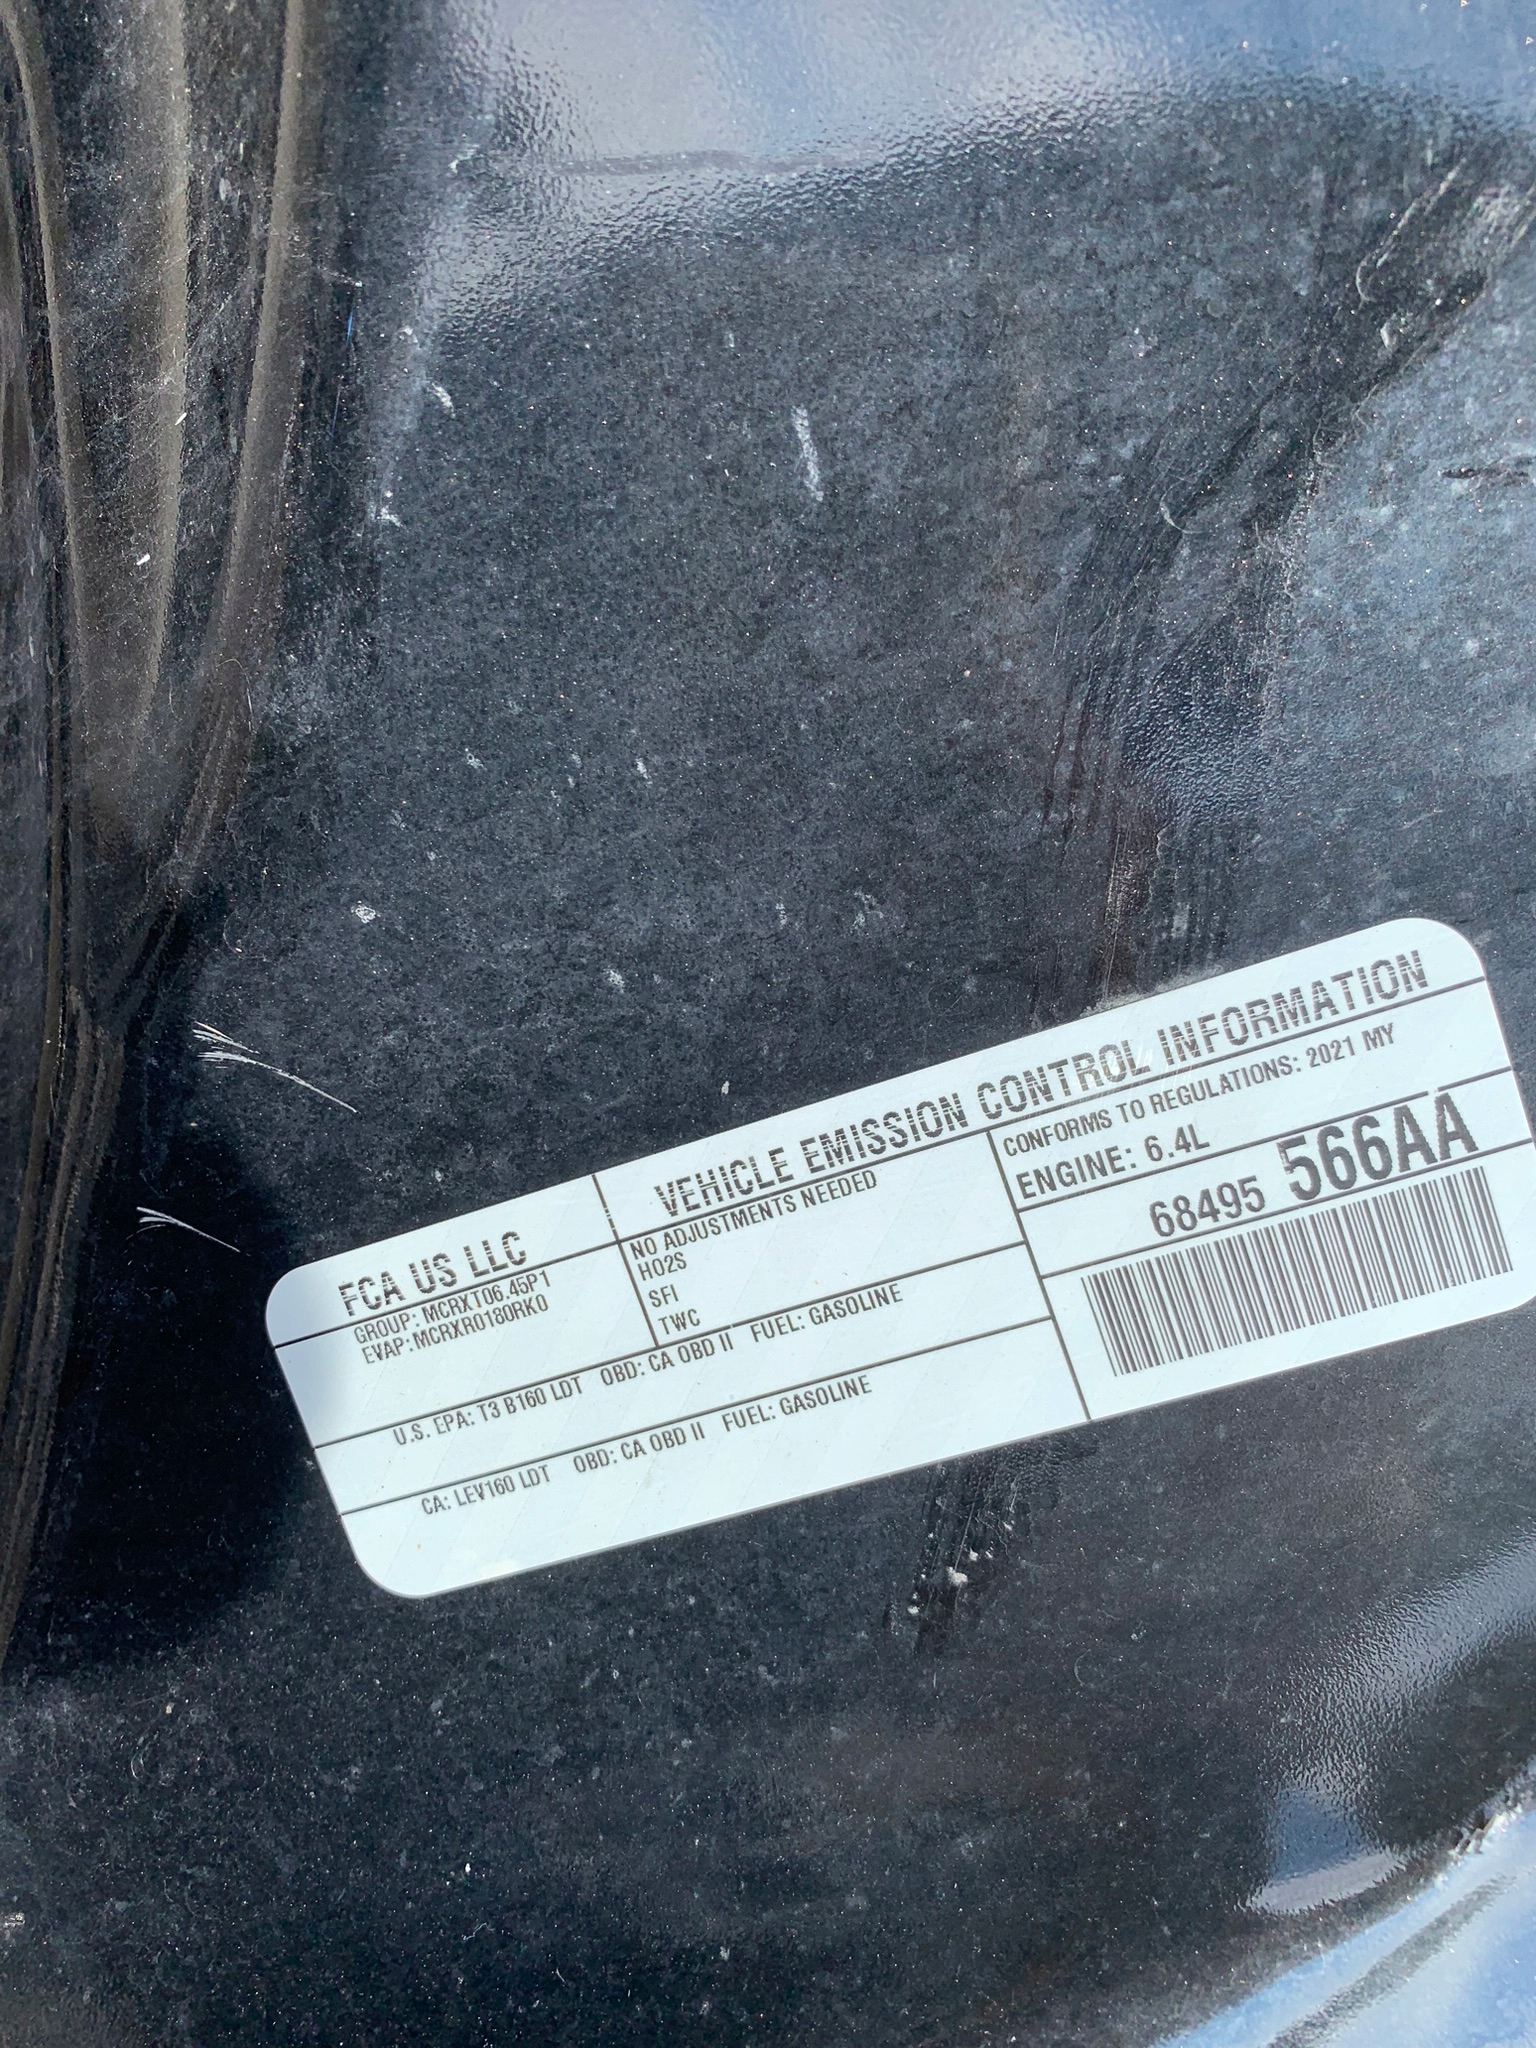 FCA US LLC
VEHICLE EMISSION CONTROL INFORMATION
GROUP: MCRXT06.45P1
EVAP: MCRXR0180RK0
NO ADJUSTMENTS NEEDED
HO2S
SFI
TWC
CONFORMS TO REGULATIONS: 2021 MY
ENGINE: 6.4L
68495 566AA
U.S. EPA: T3 B160 LDT OBD: CA OBD II FUEL: GASOLINE
CA: LEV160 LDT OBD: CA OBD II FUEL: GASOLINE